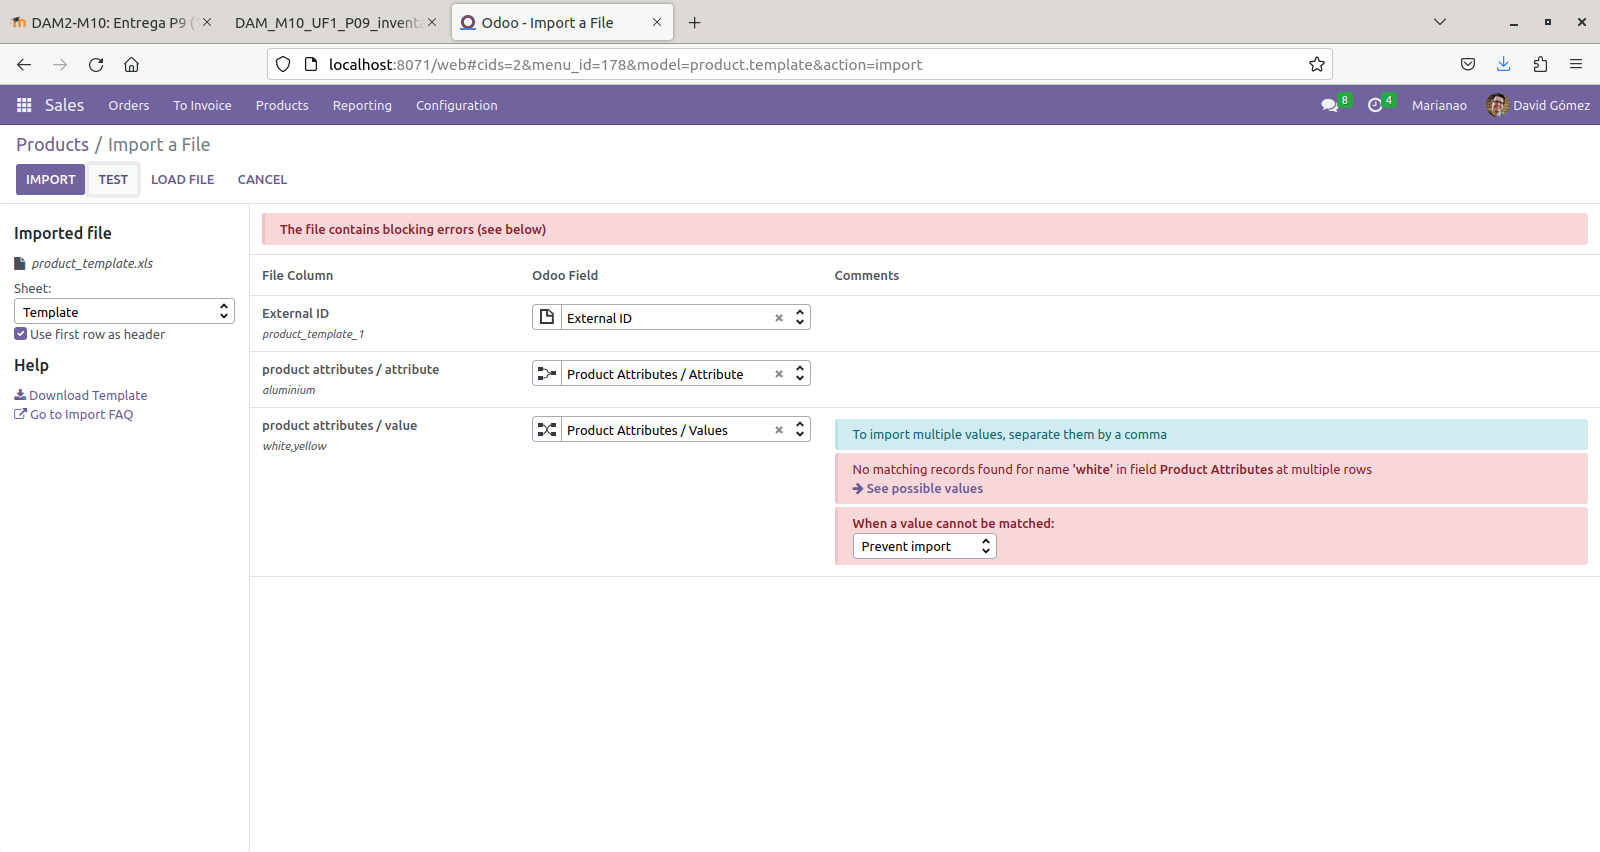 DAM2-M10: Entrega P9 (
DAM_M10_UF1_P09_inventa
Odoo - Import a File
localhost:8071/web#cids=2&menu_id=178&model=product.template&action=import
Sales
Orders
To Invoice
Products
Reporting
Configuration
8
4
Marianao
David Gómez
Products / Import a File
IMPORT
TEST
LOAD FILE
CANCEL
Imported file
product_template.xls
Sheet:
Template
Use first row as header
Help
Download Template
Go to Import FAQ
The file contains blocking errors (see below)
File Column
Odoo Field
Comments
External ID
product_template_1
External ID
product attributes / attribute
aluminium
Product Attributes / Attribute
product attributes / value
white,yellow
Product Attributes / Values
To import multiple values, separate them by a comma
No matching records found for name 'white' in field Product Attributes at multiple rows
See possible values
When a value cannot be matched:
Prevent import